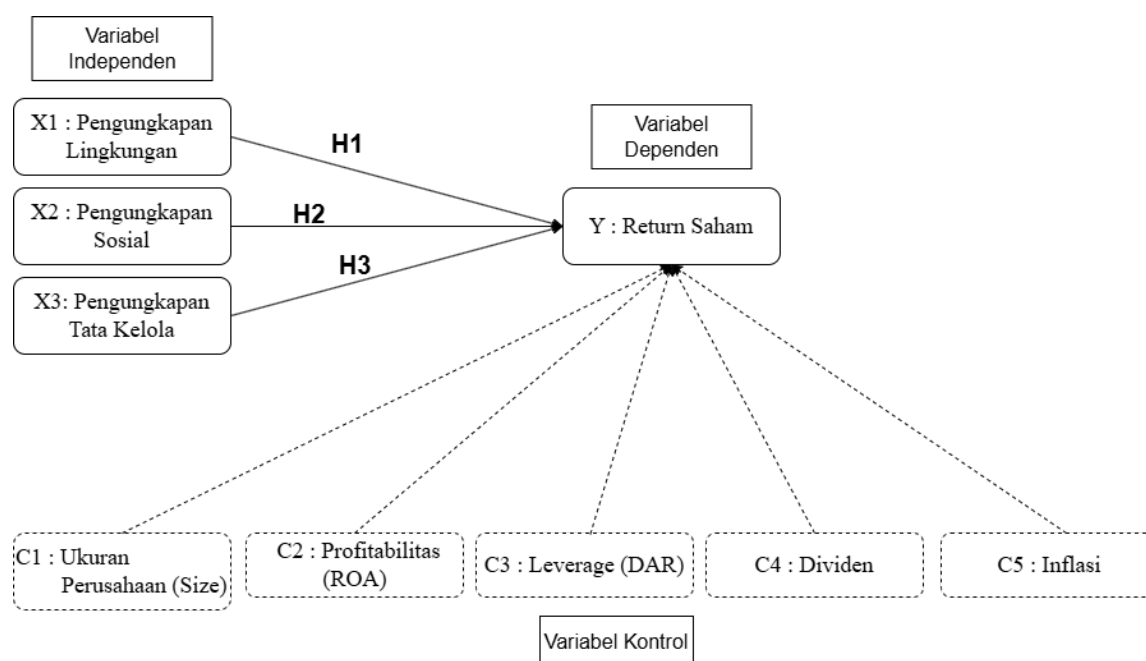 Variabel
Independen
X1 : Pengungkapan
Lingkungan
H1
Variabel
Dependen
X2 : Pengungkapan
Sosial
H2
Y : Return Saham
X3: Pengungkapan
Tata Kelola
H3
C1 : Ukuran
Perusahaan (Size)
C2 : Profitabilitas
(ROA)
C3 : Leverage (DAR)
C4 : Dividen
C5 : Inflasi
Variabel Kontrol